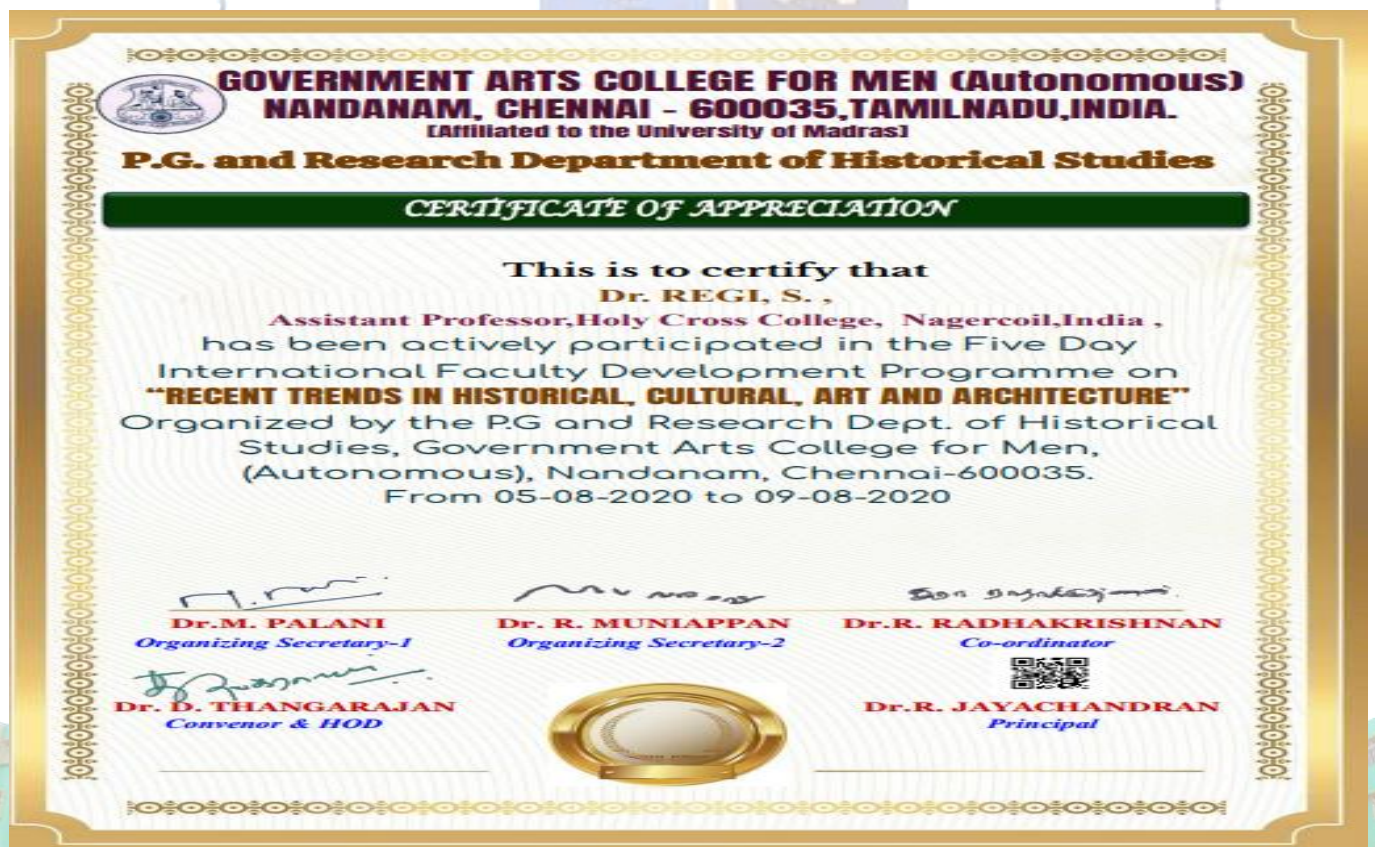 GOVERNMENT ARTS COLLEGE FOR MEN (Autonomous)
NANDANAM, CHENNAI - 600035,TAMILNADU,INDIA.
[Affiliated to the University of Madras]
P.G. and Research Department of Historical Studies
CERTIFICATE OF APPRECIATION
This is to certify that
Dr. REGI, S. ,
Assistant Professor,Holy Cross College, Nagercoil,India ,
has been actively participated in the Five Day
International Faculty Development Programme on
"RECENT TRENDS IN HISTORICAL, CULTURAL, ART AND ARCHITECTURE"
Organized by the P.G and Research Dept. of Historical
Studies, Government Arts College for Men,
(Autonomous), Nandanam, Chennai-600035.
From 05-08-2020 to 09-08-2020
Dr.M. PALANI Dr. R. MUNIAPPAN Dr.R. RADHAKRISHNAN
Organizing Secretary-1 Organizing Secretary-2 Co-ordinator
Dr. D. THANGARAJAN Dr.R. JAYACHANDRAN
Convenor & HOD Principal